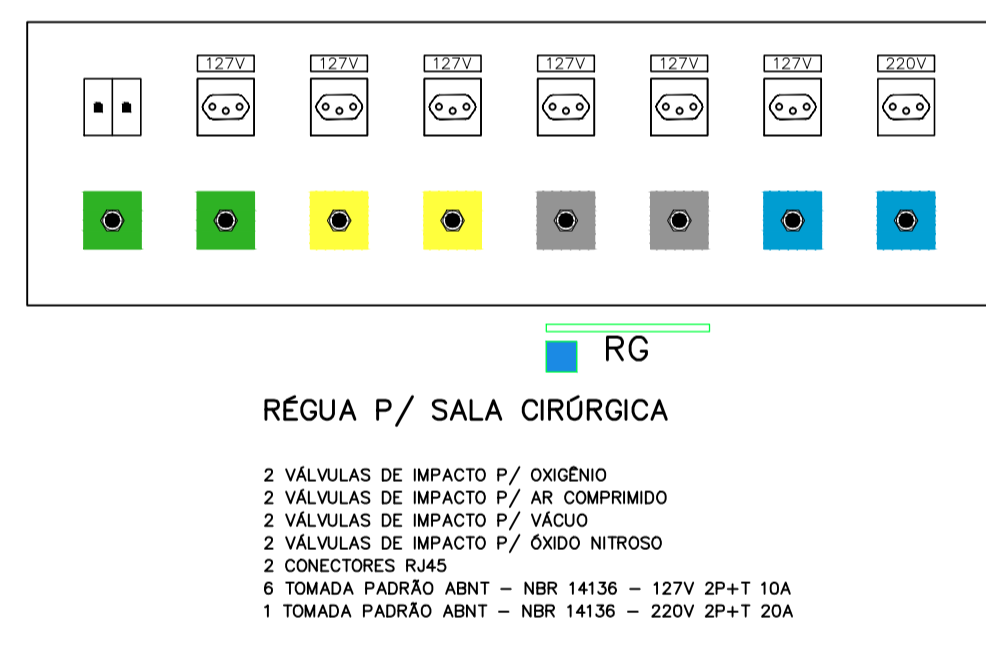 127V 127V 127V 127V 127V 127V 220V
RG
RÉGUA P/ SALA CIRÚRGICA
2 VÁLVULAS DE IMPACTO P/ OXIGÊNIO
2 VÁLVULAS DE IMPACTO P/ AR COMPRIMIDO
2 VÁLVULAS DE IMPACTO P/ VÁCUO
2 VÁLVULAS DE IMPACTO P/ ÓXIDO NITROSO
2 CONECTORES RJ45
6 TOMADA PADRÃO ABNT – NBR 14136 – 127V 2P+T 10A
1 TOMADA PADRÃO ABNT – NBR 14136 – 220V 2P+T 20A